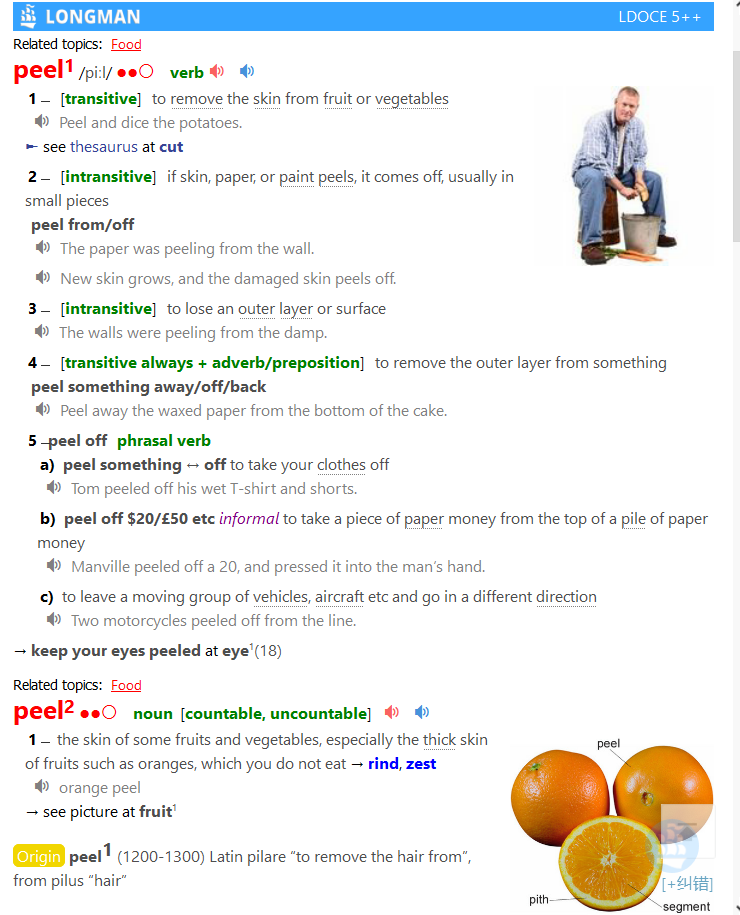 LONGMAN LDOCE 5++
Related topics: Food
peel1 /piːl/ ●●○ verb
1 – [transitive] to remove the skin from fruit or vegetables
Peel and dice the potatoes.
► see thesaurus at cut
2 – [intransitive] if skin, paper, or paint peels, it comes off, usually in
small pieces
peel from/off
The paper was peeling from the wall.
New skin grows, and the damaged skin peels off.
3 – [intransitive] to lose an outer layer or surface
The walls were peeling from the damp.
4 – [transitive always + adverb/preposition] to remove the outer layer from something
peel something away/off/back
Peel away the waxed paper from the bottom of the cake.
5 –peel off phrasal verb
a) peel something ↔ off to take your clothes off
Tom peeled off his wet T-shirt and shorts.
b) peel off $20/£50 etc informal to take a piece of paper money from the top of a pile of paper
money
Manville peeled off a 20, and pressed it into the man’s hand.
c) to leave a moving group of vehicles, aircraft etc and go in a different direction
Two motorcycles peeled off from the line.
→ keep your eyes peeled at eye1(18)
Related topics: Food
peel2 ●●○ noun [countable, uncountable]
1 – the skin of some fruits and vegetables, especially the thick skin
of fruits such as oranges, which you do not eat → rind, zest
orange peel
→ see picture at fruit1
Origin peel1 (1200-1300) Latin pilare “to remove the hair from”,
from pilus “hair”
peel
pith
segment
[+纠错]